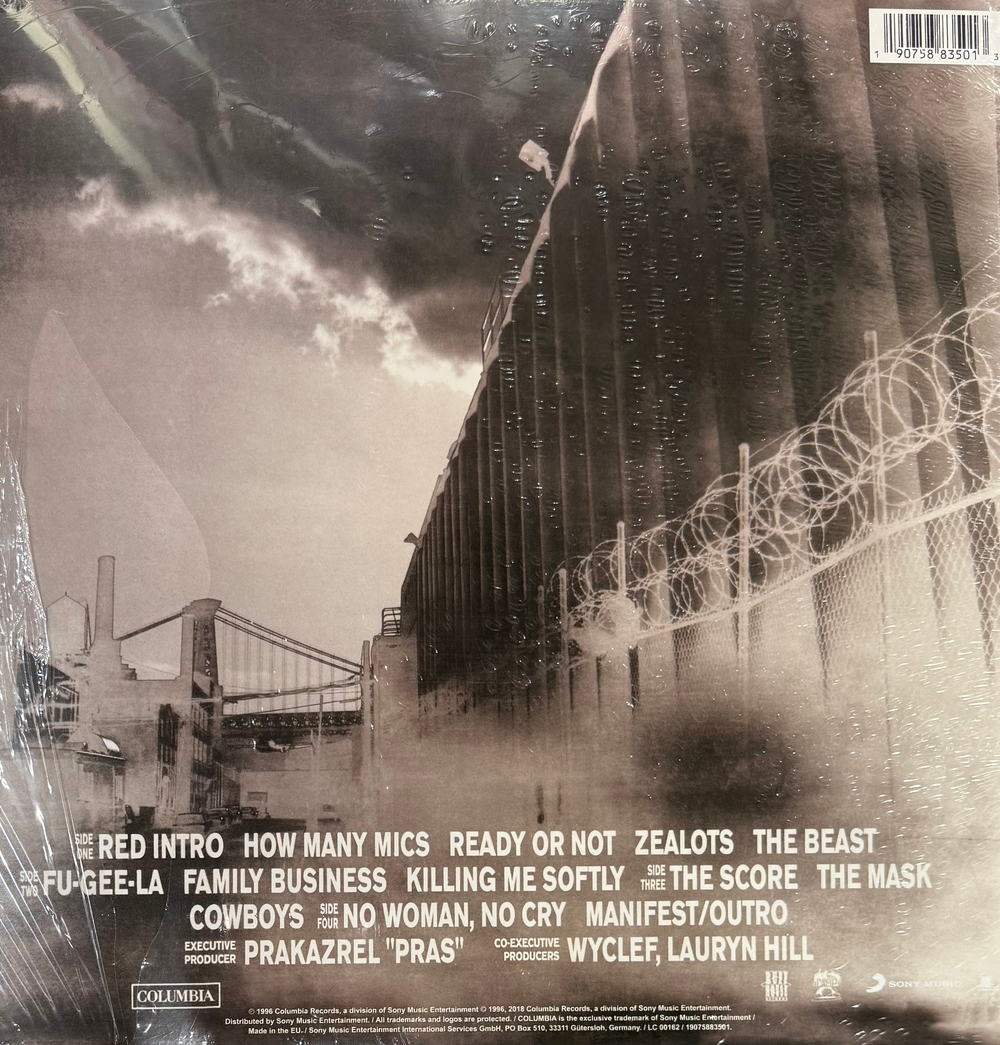 1 90758 83501 3
SIDE ONE RED INTRO HOW MANY MICS READY OR NOT ZEALOTS THE BEAST
SIDE TWO FU-GEE-LA FAMILY BUSINESS KILLING ME SOFTLY SIDE THREE THE SCORE THE MASK
COWBOYS SIDE FOUR NO WOMAN, NO CRY MANIFEST/OUTRO
EXECUTIVE PRODUCER PRAKAZREL "PRAS" CO-EXECUTIVE PRODUCERS WYCLEF, LAURYN HILL
COLUMBIA
SONY MUSIC
℗ 1996 Columbia Records, a division of Sony Music Entertainment © 1996, 2018 Columbia Records, a division of Sony Music Entertainment.
Distributed by Sony Music Entertainment. / All trademarks and logos are protected. / COLUMBIA is the exclusive trademark of Sony Music Entertainment /
Made in the EU. / Sony Music Entertainment International Services GmbH, PO Box 510, 33311 Gütersloh, Germany. / LC 00162 / 19075883501.